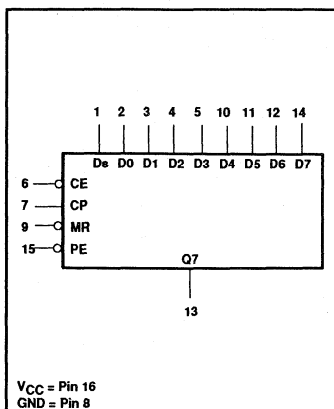 1 2 3 4 5 10 11 12 14
De D0 D1 D2 D3 D4 D5 D6 D7
6 CE
7 CP
9 MR
15 PE
Q7
13
VCC = Pin 16
GND = Pin 8